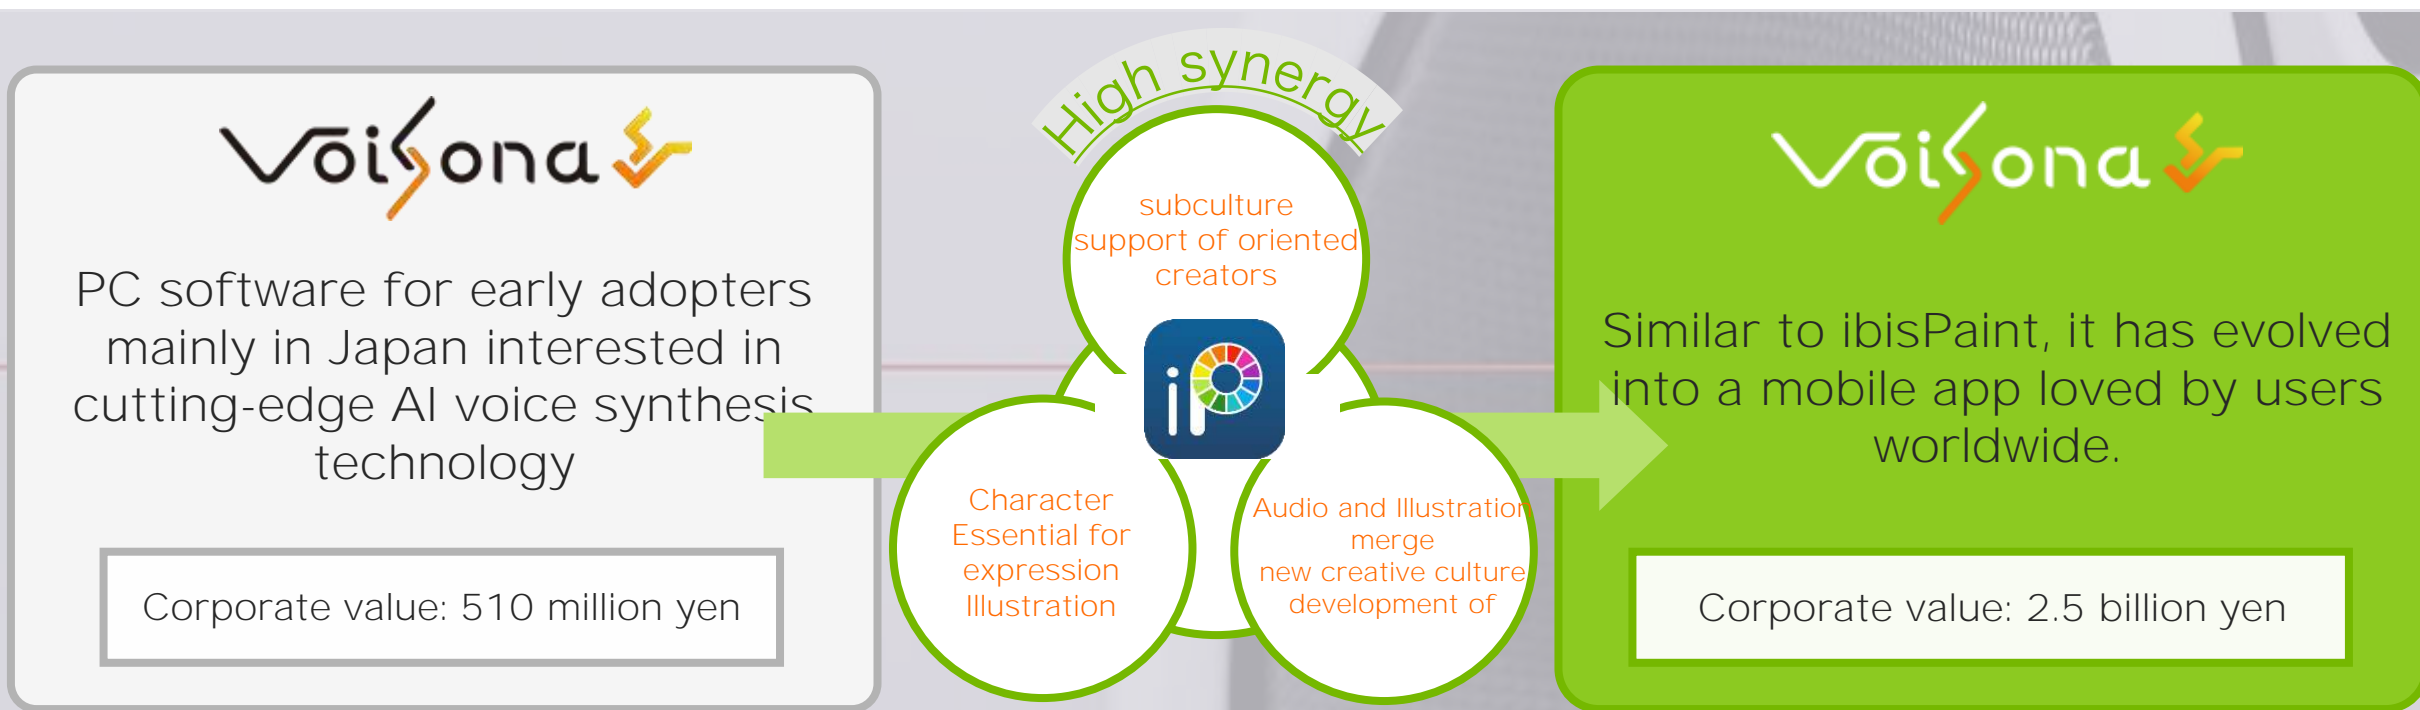 VoiSona
PC software for early adopters
mainly in Japan interested in
cutting-edge AI voice synthesis
technology
Corporate value: 510 million yen
High synergy
subculture
support of oriented
creators
iP
Character
Essential for
expression
Illustration
Audio and Illustration
merge
new creative culture
development of
VoiSona
Similar to ibisPaint, it has evolved
into a mobile app loved by users
worldwide.
Corporate value: 2.5 billion yen